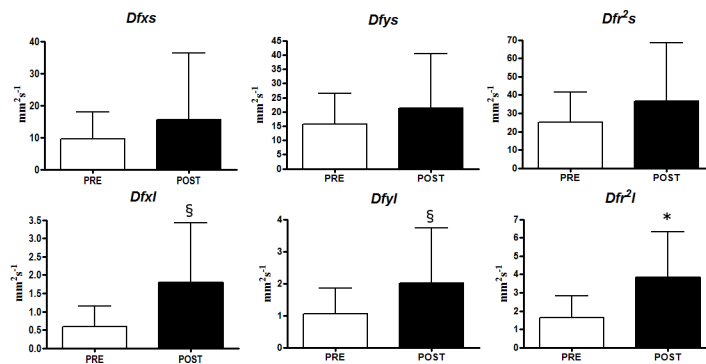 Dfxs
mm²s⁻¹
40
30
20
10
0
PRE POST
Dfys
mm²s⁻¹
45
40
35
30
25
20
15
10
5
0
PRE POST
Dfr²s
mm²s⁻¹
70
60
50
40
30
20
10
0
PRE POST
Dfxl
mm²s⁻¹
3.5
3.0
2.5
2.0
1.5
1.0
0.5
0.0
§
PRE POST
Dfyl
mm²s⁻¹
4
3
2
1
0
§
PRE POST
Dfr²l
mm²s⁻¹
7
6
5
4
3
2
1
0
*
PRE POST